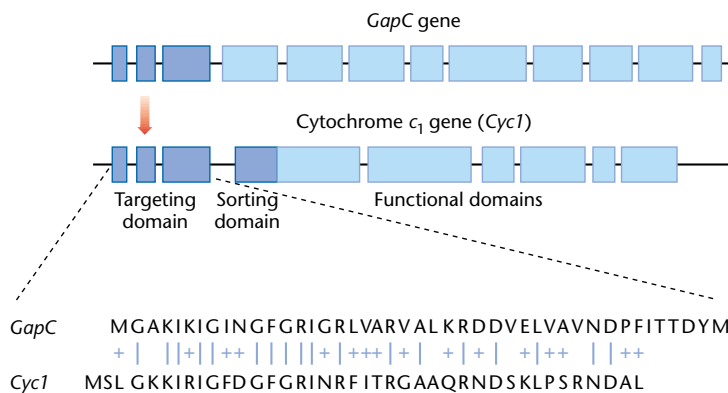 GapC gene
Cytochrome c₁ gene (Cyc1)
Targeting domain
Sorting domain
Functional domains
GapC MGAKIKIGINGFGRIGRLVARVALKRDDVELVAVNDPFITTDYM
+ | || | ++ | | | || | +++ | + | + | + | ++ | | ++
Cyc1 MSLGKKIRIGFDGFGRINRFITRGAAQRNDSKLPSRNDAL